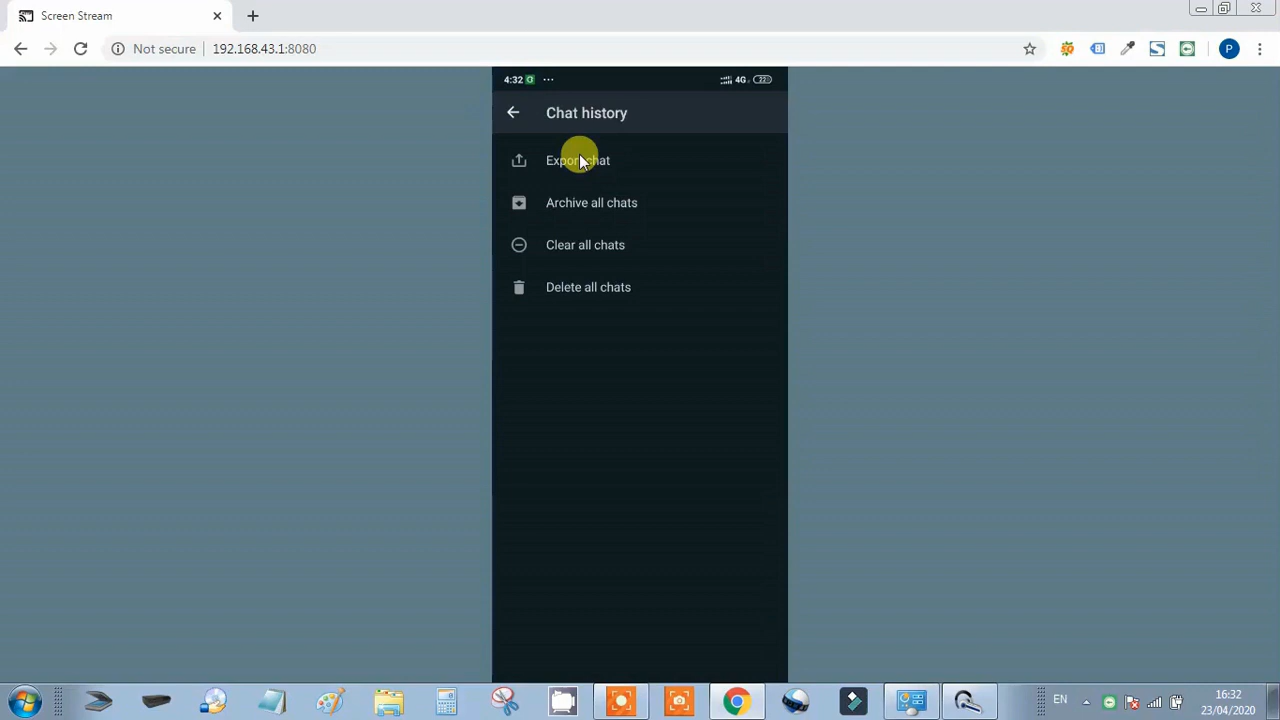 Screen Stream
Not secure
192.168.43.1:8080
P
4:32
4G
22
Chat history
Export chat
Archive all chats
Clear all chats
Delete all chats
EN
16:32
23/04/2020